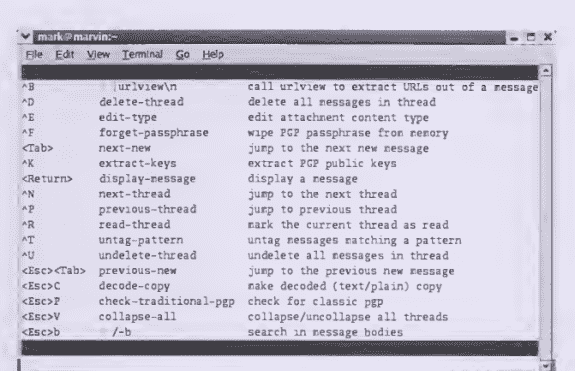 mark@marvin:~
File Edit View Terminal Go Help
^B urlview\n call urlview to extract URLs out of a message
^D delete-thread delete all messages in thread
^E edit-type edit attachment content type
^F forget-passphrase wipe PGP passphrase from memory
<Tab> next-new jump to the next new message
^K extract-keys extract PGP public keys
<Return> display-message display a message
^N next-thread jump to the next thread
^P previous-thread jump to previous thread
^R read-thread mark the current thread as read
^T untag-pattern untag messages matching a pattern
^U undelete-thread undelete all messages in thread
<Esc><Tab> previous-new jump to the previous new message
<Esc>C decode-copy make decoded (text/plain) copy
<Esc>P check-traditional-pgp check for classic pgp
<Esc>V collapse-all collapse/uncollapse all threads
<Esc>b /~b search in message bodies